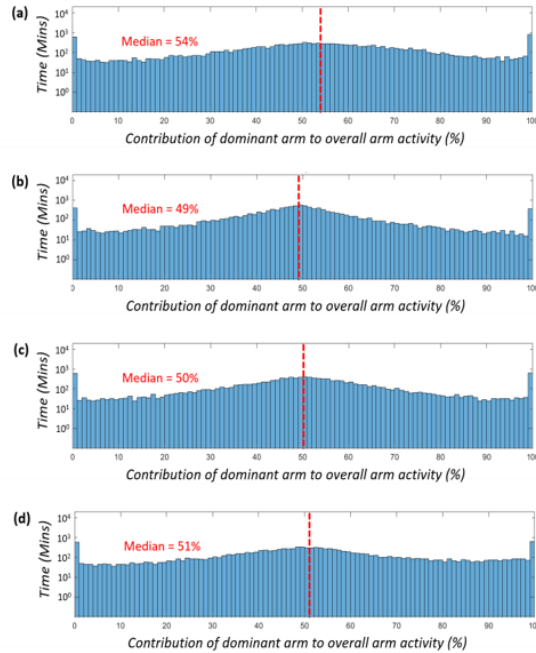 (a)
Time (Mins)
10⁴
10³
10²
10¹
10⁰
Median = 54%
0 10 20 30 40 50 60 70 80 90 100
Contribution of dominant arm to overall arm activity (%)
(b)
Time (Mins)
10⁴
10³
10²
10¹
10⁰
Median = 49%
0 10 20 30 40 50 60 70 80 90 100
Contribution of dominant arm to overall arm activity (%)
(c)
Time (Mins)
10⁴
10³
10²
10¹
10⁰
Median = 50%
0 10 20 30 40 50 60 70 80 90 100
Contribution of dominant arm to overall arm activity (%)
(d)
Time (Mins)
10⁴
10³
10²
10¹
10⁰
Median = 51%
0 10 20 30 40 50 60 70 80 90 100
Contribution of dominant arm to overall arm activity (%)